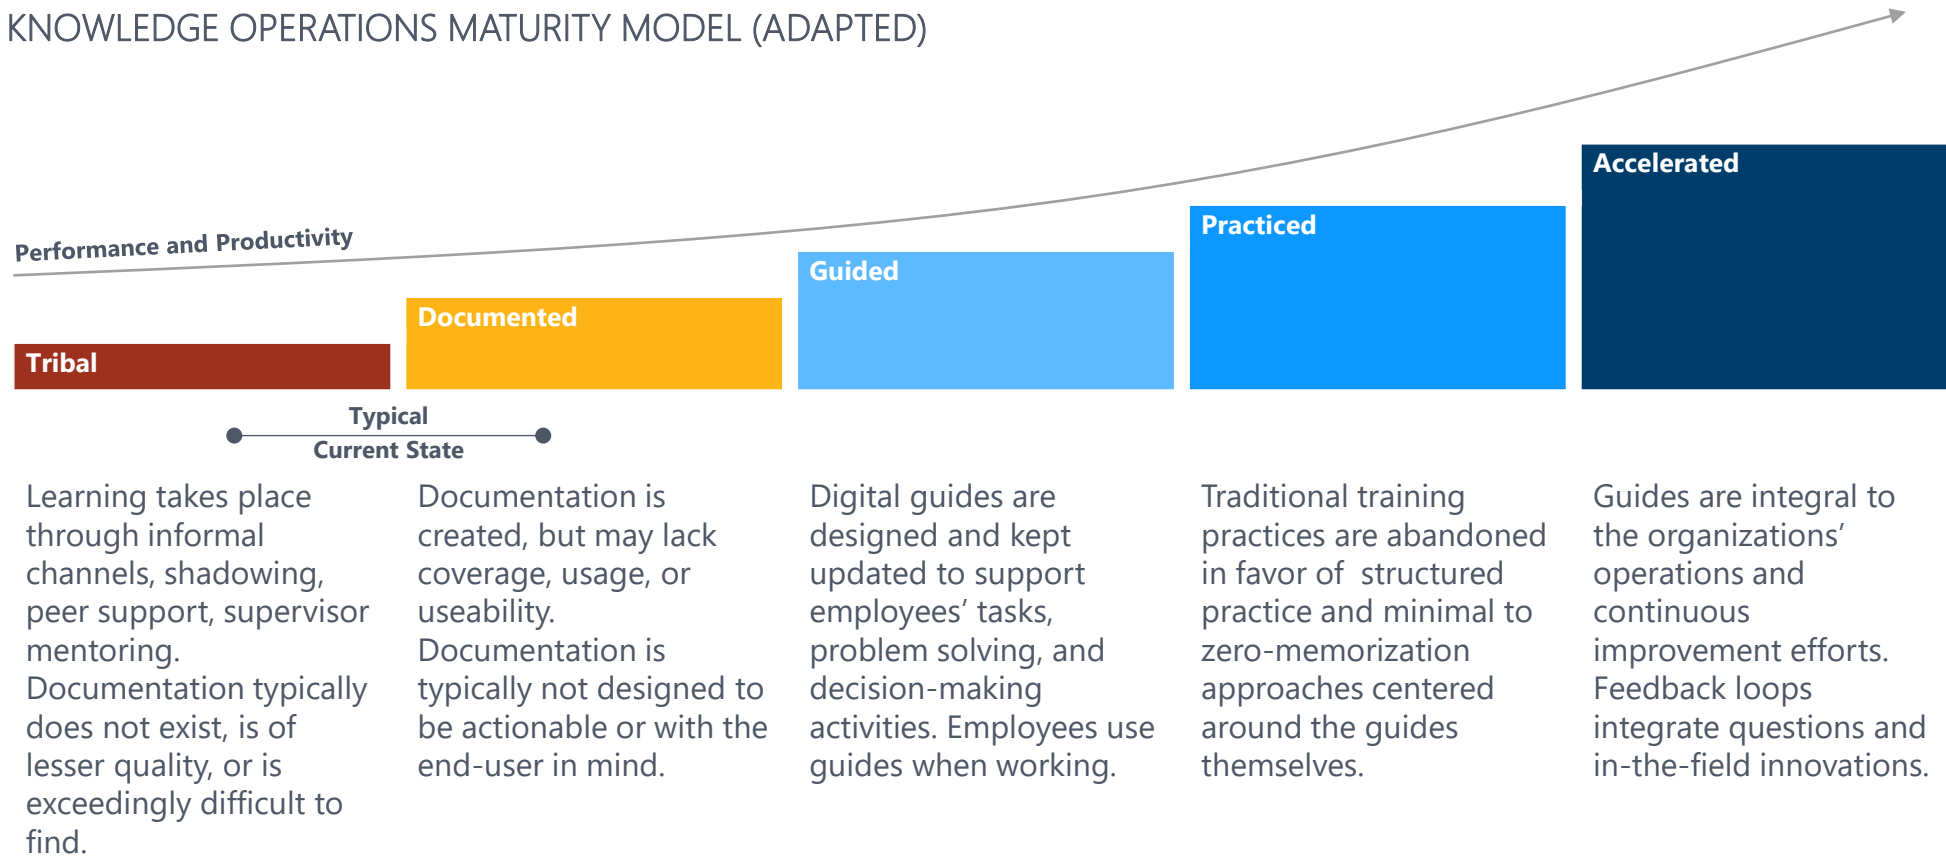 KNOWLEDGE OPERATIONS MATURITY MODEL (ADAPTED)
Performance and Productivity
Tribal
Documented
Guided
Practiced
Accelerated
Typical
Current State
Learning takes place
through informal
channels, shadowing,
peer support, supervisor
mentoring.
Documentation typically
does not exist, is of
lesser quality, or is
exceedingly difficult to
find.
Documentation is
created, but may lack
coverage, usage, or
useability.
Documentation is
typically not designed to
be actionable or with the
end-user in mind.
Digital guides are
designed and kept
updated to support
employees’ tasks,
problem solving, and
decision-making
activities. Employees use
guides when working.
Traditional training
practices are abandoned
in favor of  structured
practice and minimal to
zero-memorization
approaches centered
around the guides
themselves.
Guides are integral to
the organizations’
operations and
continuous
improvement efforts.
Feedback loops
integrate questions and
in-the-field innovations.